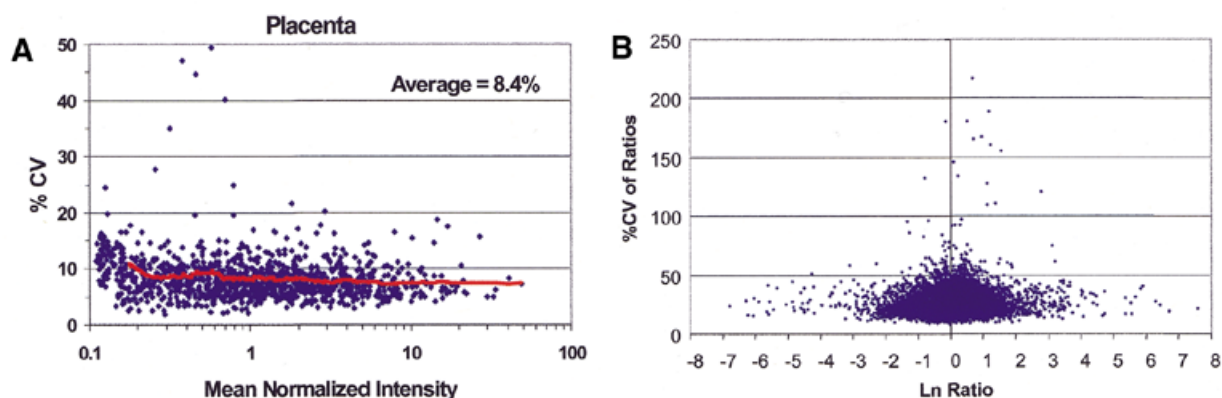 A
Placenta
Average = 8.4%
% CV
50
40
30
20
10
0
0.1 1 10 100
Mean Normalized Intensity
B
%CV of Ratios
250
200
150
100
50
0
-8 -7 -6 -5 -4 -3 -2 -1 0 1 2 3 4 5 6 7 8
Ln Ratio